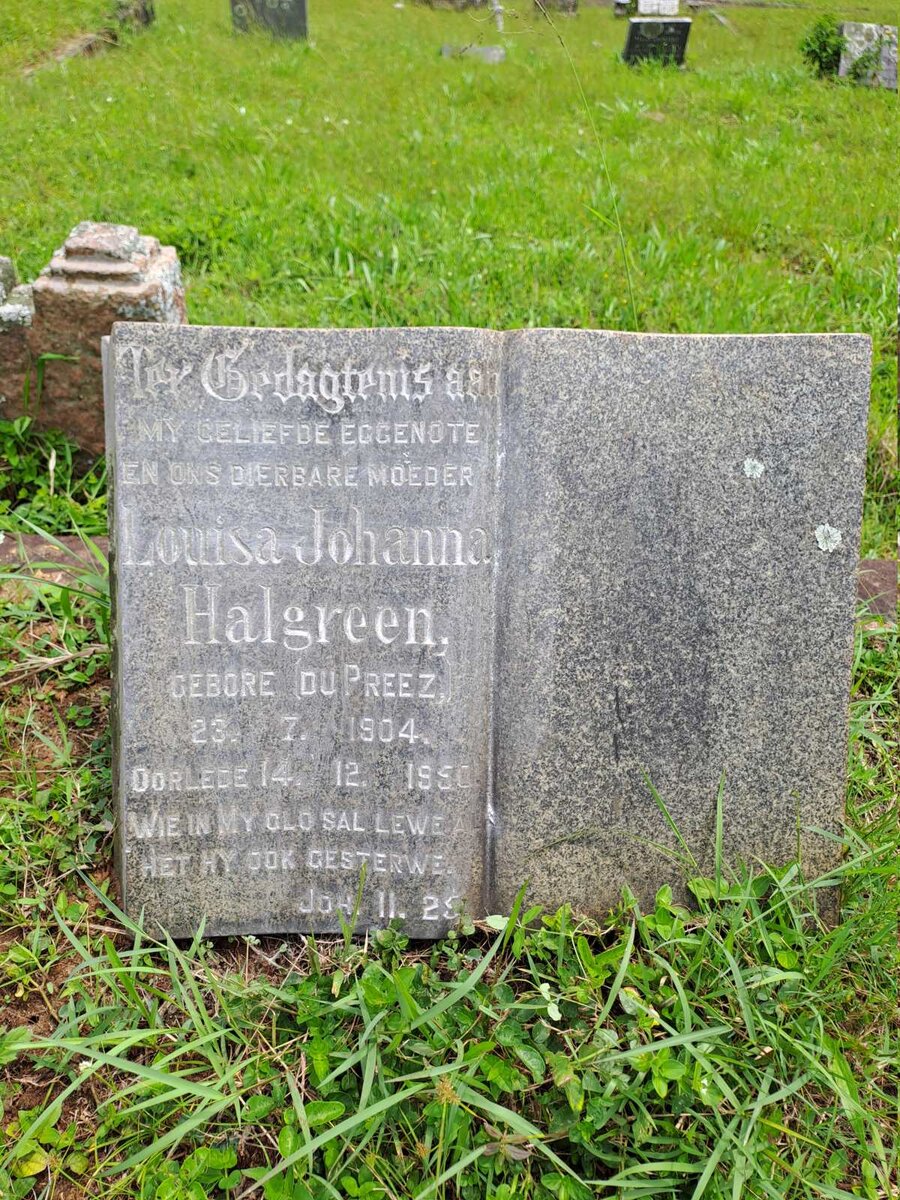 Ter Gedagtenis aan
MY GELIEFDE EGGENOTE
EN ONS DIERBARE MOEDER
Louisa Johanna
Halgreen,
GEBORE (DU PREEZ,)
23. 7. 1904.
OORLEDE 14. 12. 1950
WIE IN MY GLO SAL LEWE AL
HET HY OOK GESTERWE.
JOH. 11. 25